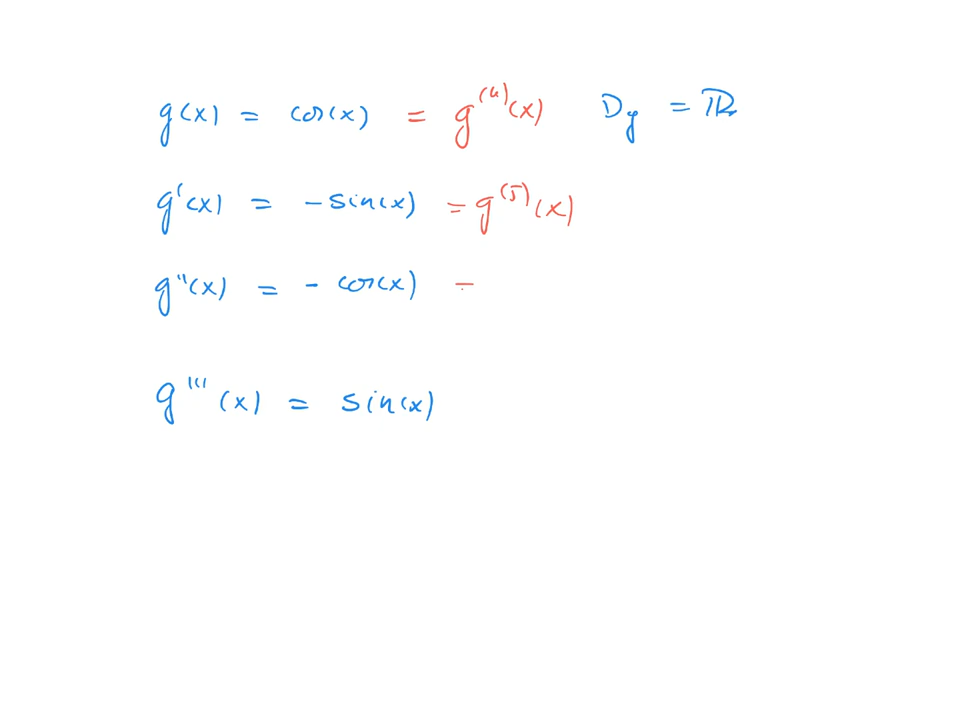 g(x) = cos(x) = g⁽⁴⁾(x) D_g = ℝ
g'(x) = -sin(x) = g⁽⁵⁾(x)
g''(x) = - cos(x) =
g'''(x) = sin(x)